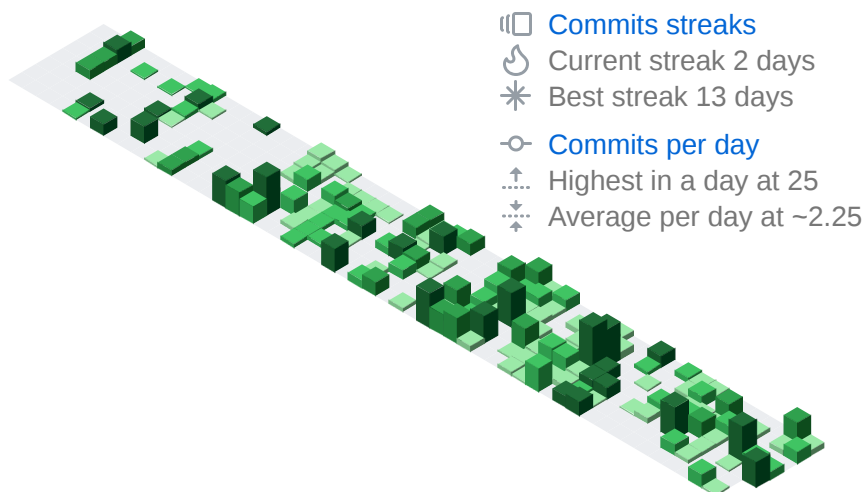 Commits streaks
Current streak 2 days
Best streak 13 days
Commits per day
Highest in a day at 25
Average per day at ~2.25